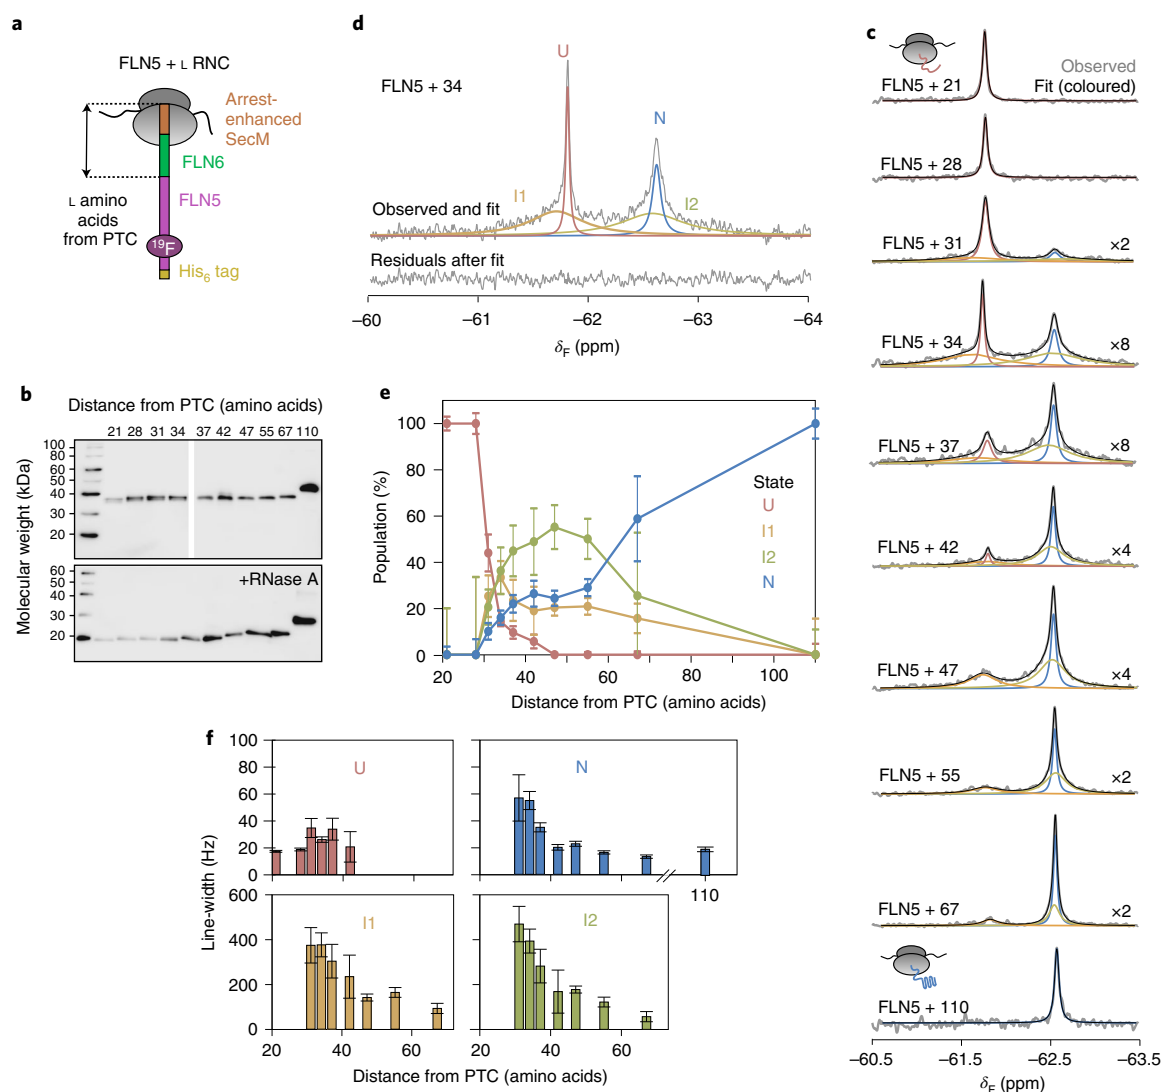 a
FLN5 + L RNC
Arrest-
enhanced
SecM
FLN6
FLN5
L amino
acids
from PTC
19F
His6 tag
b
Distance from PTC (amino acids)
21 28 31 34 37 42 47 55 67 110
Molecular weight (kDa)
100
80
60
50
40
30
20
+RNase A
60
50
40
30
20
c
Observed
Fit (coloured)
FLN5 + 21
FLN5 + 28
FLN5 + 31
×2
FLN5 + 34
×8
FLN5 + 37
×8
FLN5 + 42
×4
FLN5 + 47
×4
FLN5 + 55
×2
FLN5 + 67
×2
FLN5 + 110
–60.5 –61.5 –62.5 –63.5
δF (ppm)
d
FLN5 + 34
U
N
I1
I2
Observed and fit
Residuals after fit
–60 –61 –62 –63 –64
δF (ppm)
e
Population (%)
100
80
60
40
20
0
State
U
I1
I2
N
20 40 60 80 100
Distance from PTC (amino acids)
f
Line-width (Hz)
100
80
60
40
20
0
U
N
110
600
400
200
0
I1
I2
20 40 60 20 40 60
Distance from PTC (amino acids)